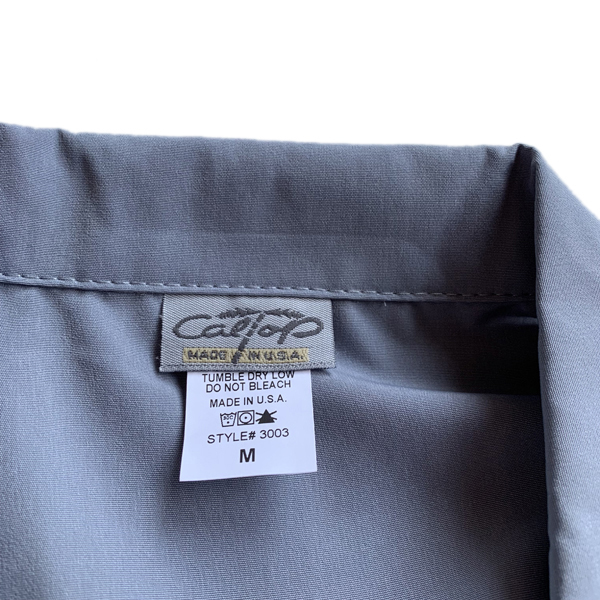 CalTop
MADE IN U.S.A.
TUMBLE DRY LOW
DO NOT BLEACH
MADE IN U.S.A.
STYLE# 3003
M